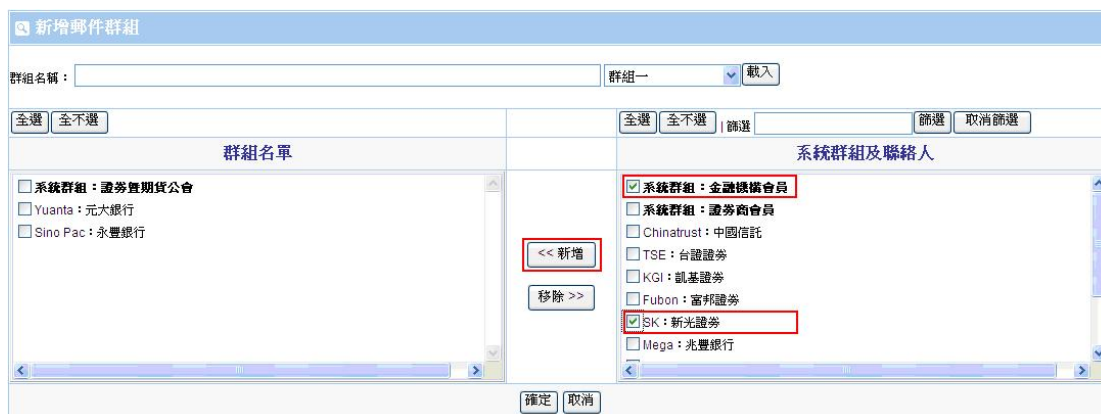 新增郵件群組
群組名稱： 群組一 載入
全選 全不選 全選 全不選 | 篩選 篩選 取消篩選
群組名單 系統群組及聯絡人
系統群組：證券暨期貨公會
Yuanta：元大銀行
Sino Pac：永豐銀行
<< 新增
移除 >>
系統群組：金融機構會員
系統群組：證券商會員
Chinatrust：中國信託
TSE：台證證券
KGI：凱基證券
Fubon：富邦證券
SK：新光證券
Mega：兆豐銀行
確定 取消